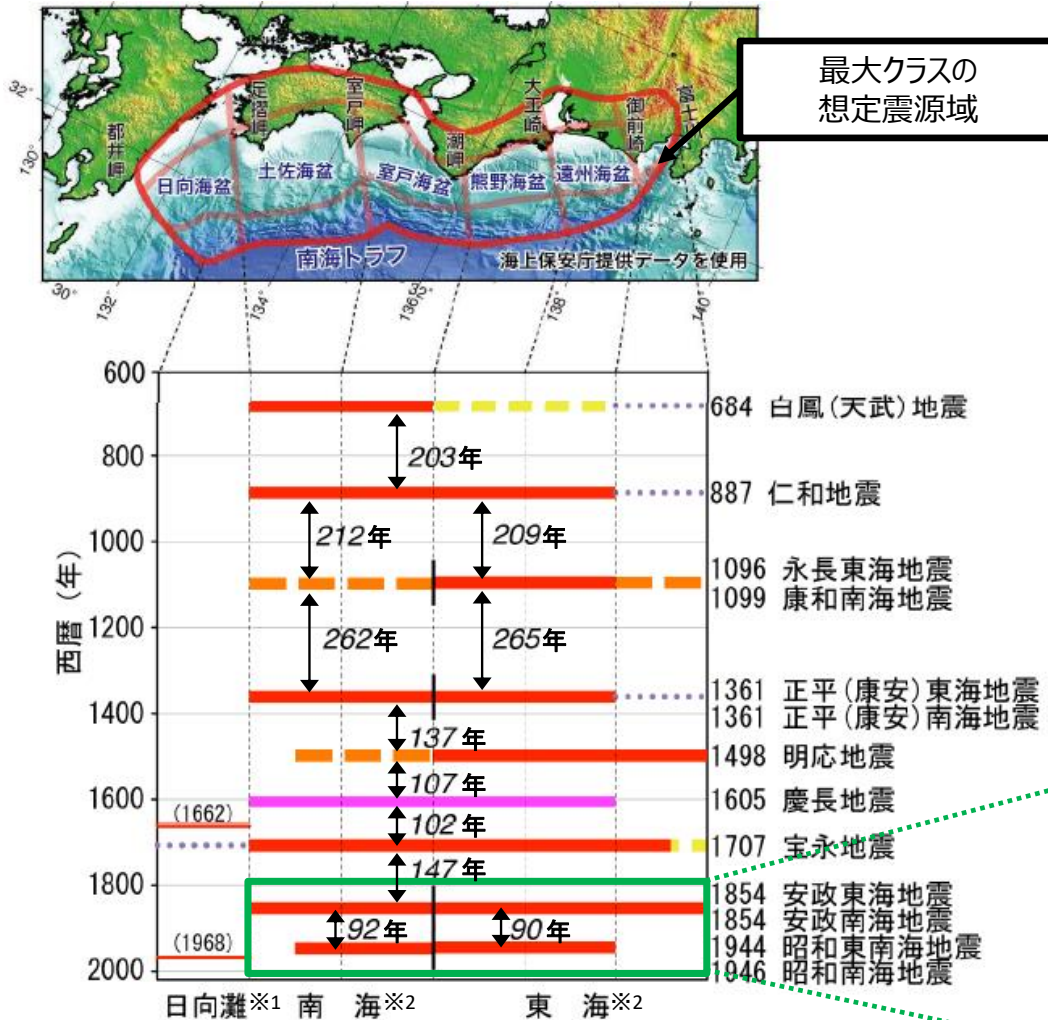 最大クラスの
想定震源域
32°
130°
都井岬
足摺岬
室戸岬
潮岬
大王崎
御前崎
日向海盆
土佐海盆
室戸海盆
熊野海盆
遠州海盆
南海トラフ
海上保安庁提供データを使用
30°
132°
134°
138°
140°
西暦(年)
600
800
1000
1200
1400
1600
1800
2000
684 白鳳(天武)地震
203年
887 仁和地震
212年
209年
1096 永長東海地震
1099 康和南海地震
262年
265年
1361 正平(康安)東海地震
1361 正平(康安)南海地震
137年
1498 明応地震
107年
1605 慶長地震
(1662)
102年
1707 宝永地震
147年
1854 安政東海地震
1854 安政南海地震
92年
90年
1944 昭和東南海地震
(1968)
1946 昭和南海地震
日向灘※1 南 海※2 東 海※2